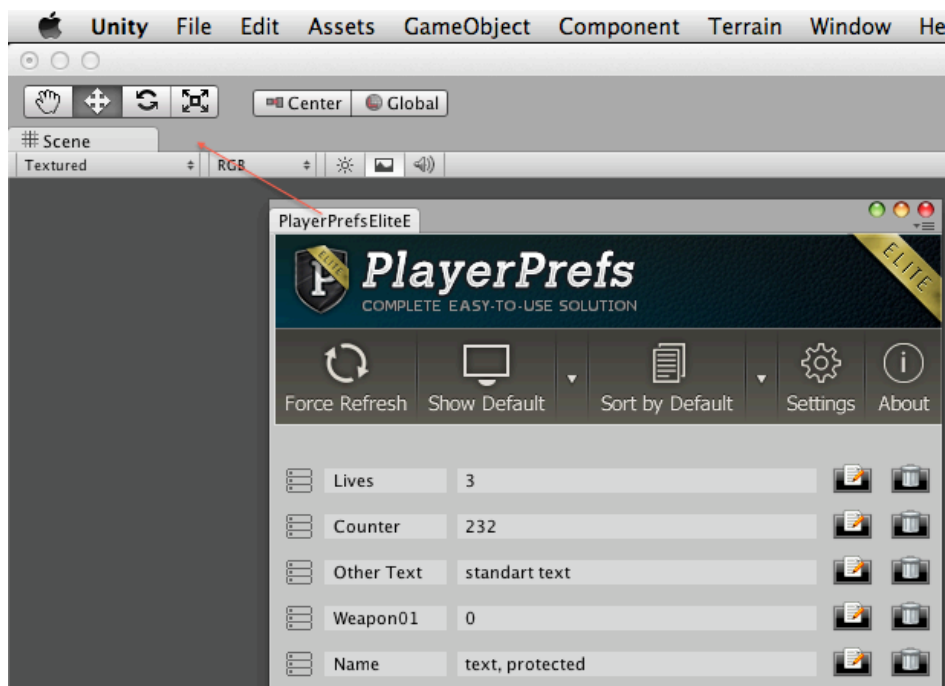 Unity File Edit Assets GameObject Component Terrain Window He
Center Global
Scene
Textured RGB
PlayerPrefsEliteE
PlayerPrefs
ELITE
COMPLETE EASY-TO-USE SOLUTION
ELITE
Force Refresh Show Default Sort by Default Settings About
Lives 3
Counter 232
Other Text standart text
Weapon01 0
Name text, protected